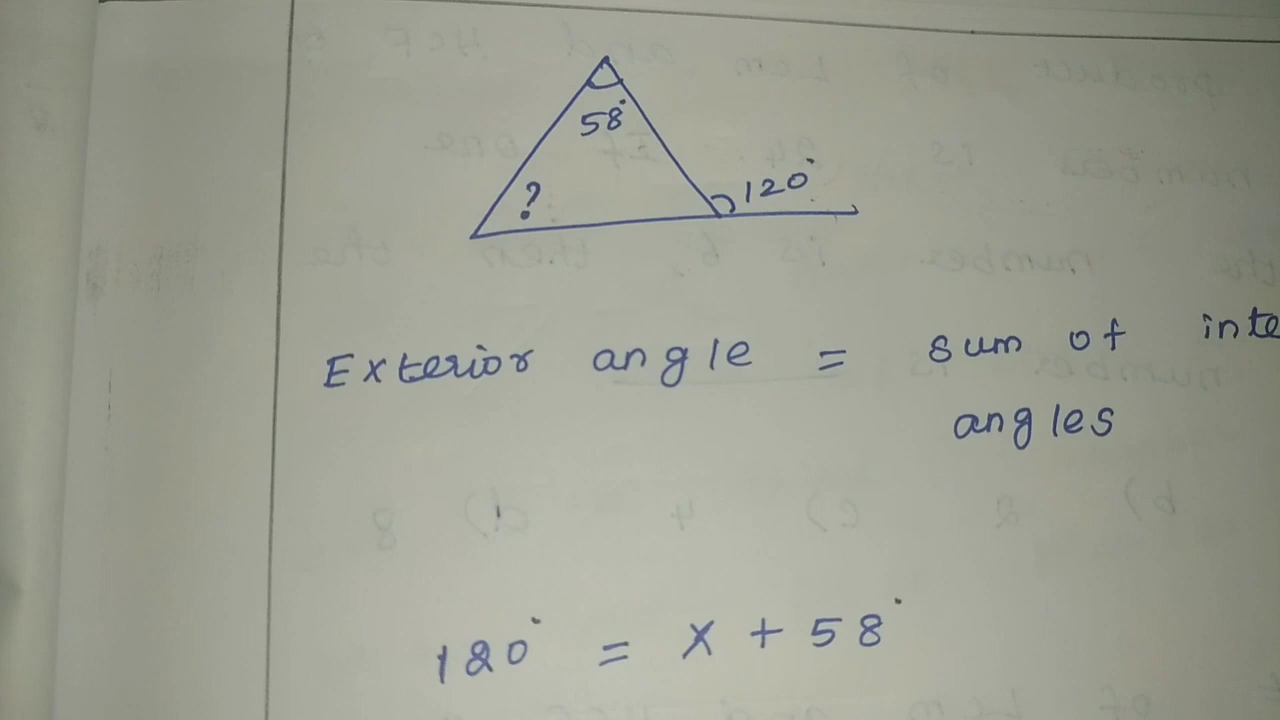 58°
?
120°
Exterior angle = sum of inte
angles
120° = x + 58°